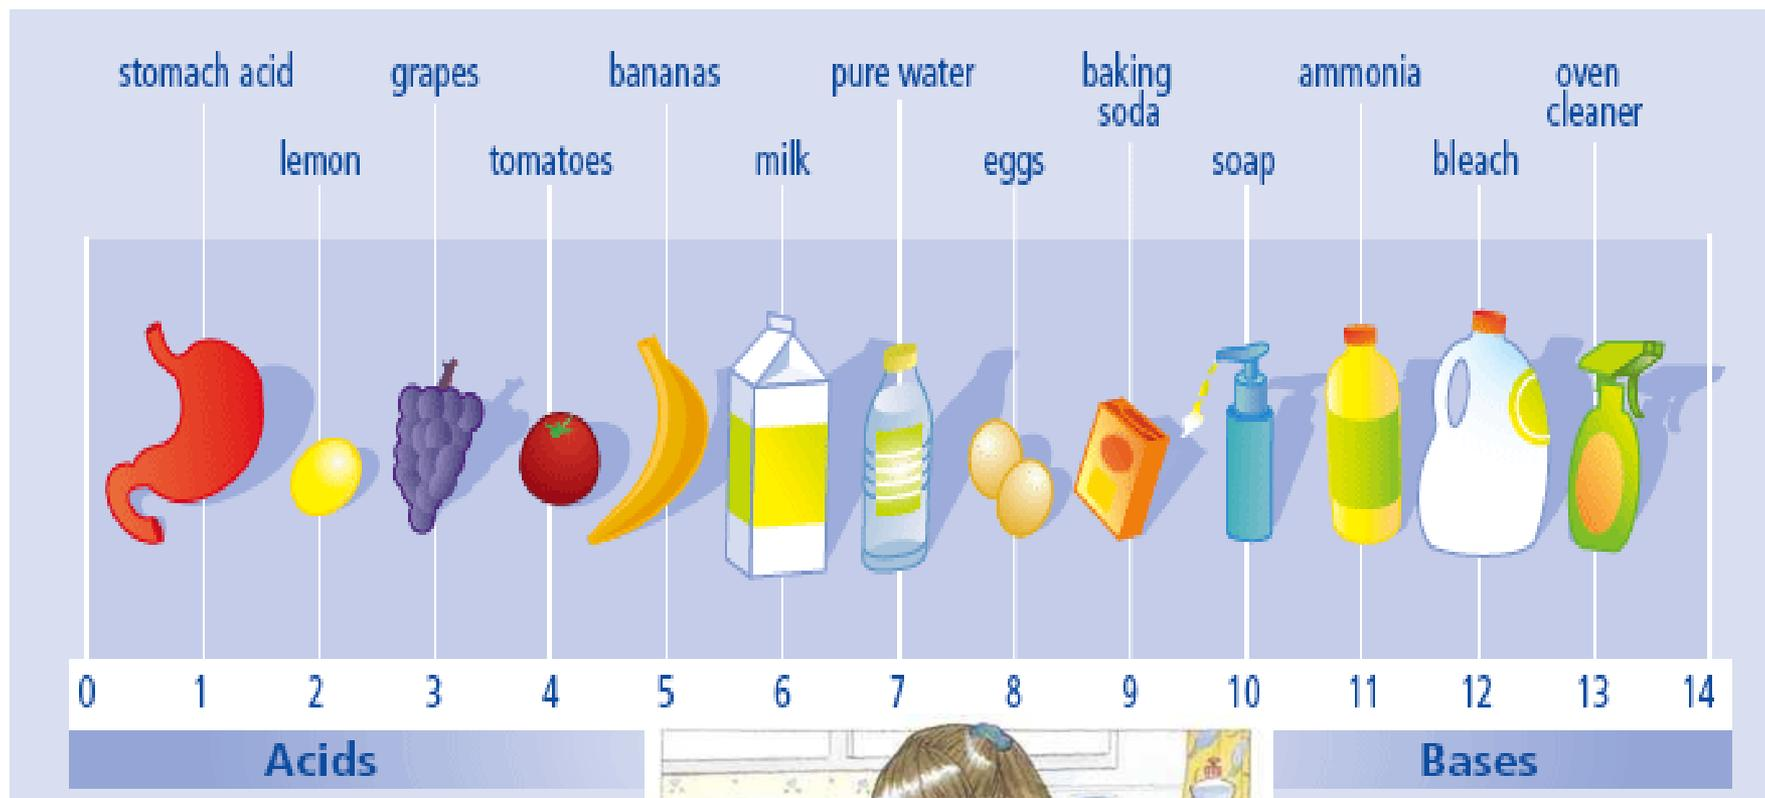 stomach acid
grapes
bananas
pure water
baking
soda
ammonia
oven
cleaner
lemon
tomatoes
milk
eggs
soap
bleach
0 1 2 3 4 5 6 7 8 9 10 11 12 13 14
Acids
Bases